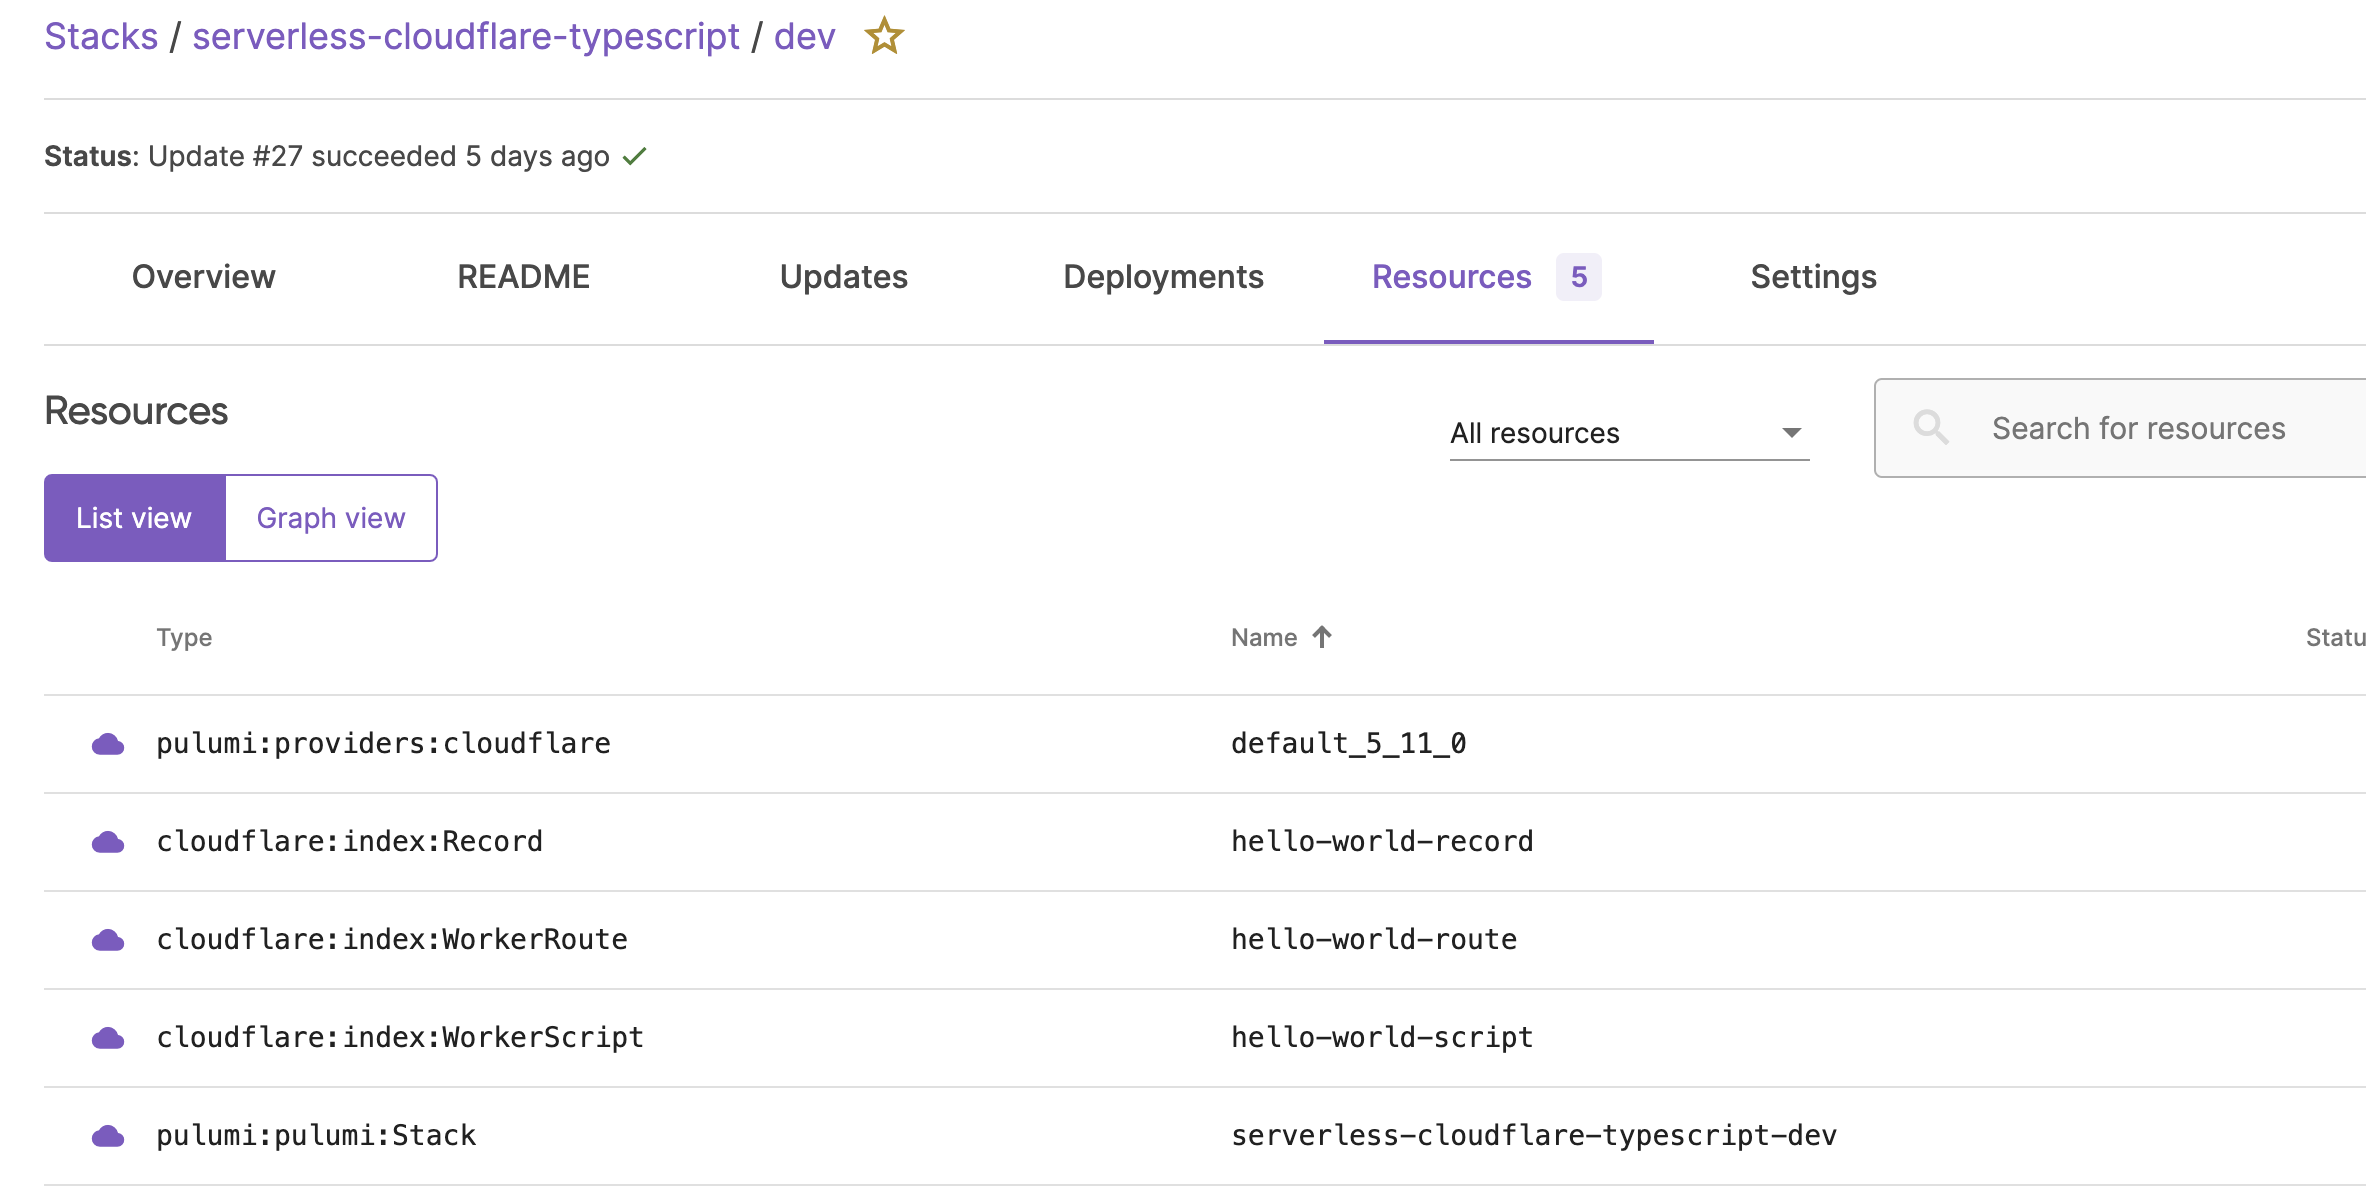 Stacks / serverless-cloudflare-typescript / dev
Status: Update #27 succeeded 5 days ago
Overview README Updates Deployments Resources 5 Settings
Resources
All resources
Search for resources
List view Graph view
Type Name Statu
pulumi:providers:cloudflare default_5_11_0
cloudflare:index:Record hello-world-record
cloudflare:index:WorkerRoute hello-world-route
cloudflare:index:WorkerScript hello-world-script
pulumi:pulumi:Stack serverless-cloudflare-typescript-dev